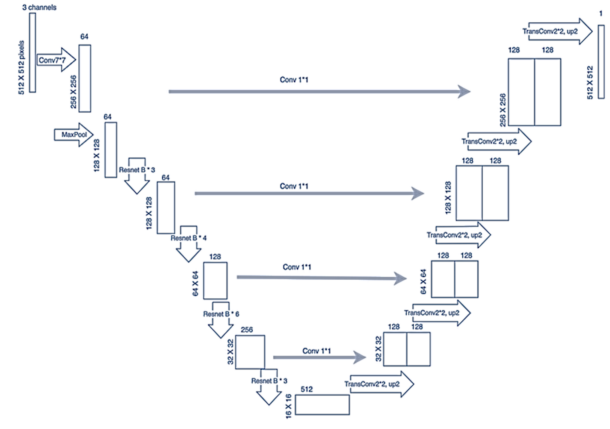 3 channels
512 X 512 pixels
Conv7*7
64
256 X 256
MaxPool
64
128 X 128
Resnet B * 3
64
128 X 128
Resnet B * 4
128
64 X 64
Resnet B * 6
256
32 X 32
Resnet B * 3
512
16 X 16
Conv 1*1
Conv 1*1
Conv 1*1
Conv 1*1
TransConv2*2, up2
128 128
32 X 32
TransConv2*2, up2
128 128
64 X 64
TransConv2*2, up2
128 128
128 X 128
TransConv2*2, up2
128 128
256 X 256
TransConv2*2, up2
1
512 X 512